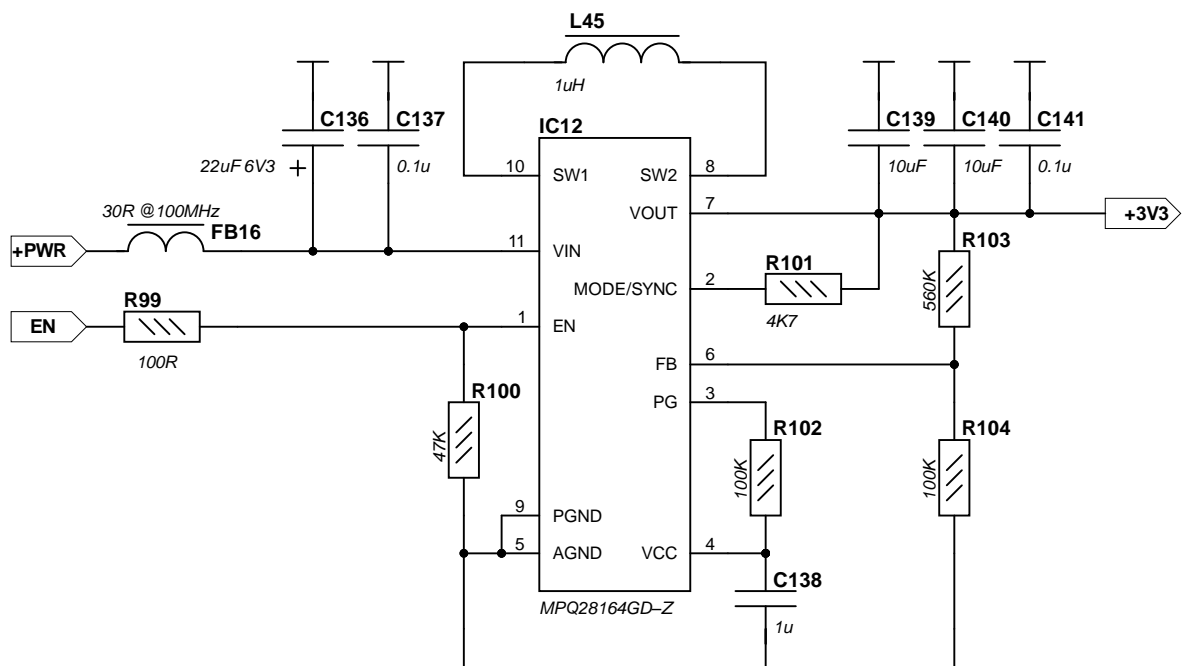 L45
1uH
C136
C137
22uF 6V3
+
0.1u
IC12
C139
C140
C141
10uF
10uF
0.1u
10
SW1
SW2
8
VOUT
7
+3V3
30R @100MHz
FB16
+PWR
11
VIN
R103
560K
MODE/SYNC
2
R101
4K7
R99
EN
100R
1
EN
FB
6
R100
47K
PG
3
R102
100K
R104
100K
9
PGND
5
AGND
VCC
4
C138
1u
MPQ28164GD–Z